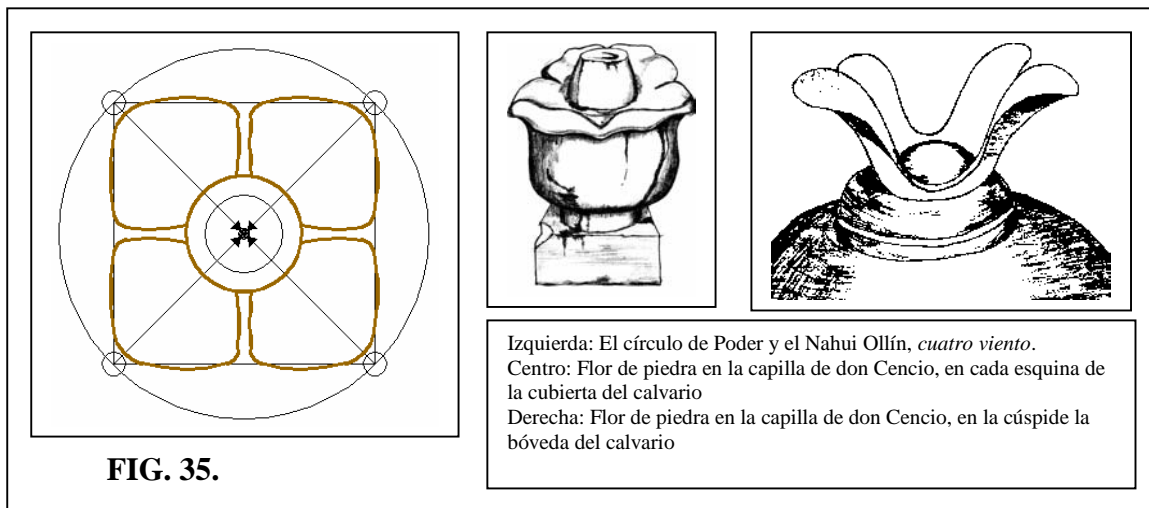 Izquierda: El círculo de Poder y el Nahui Ollín, cuatro viento.
Centro: Flor de piedra en la capilla de don Cencio, en cada esquina de
la cubierta del calvario
Derecha: Flor de piedra en la capilla de don Cencio, en la cúspide la
bóveda del calvario
FIG. 35.